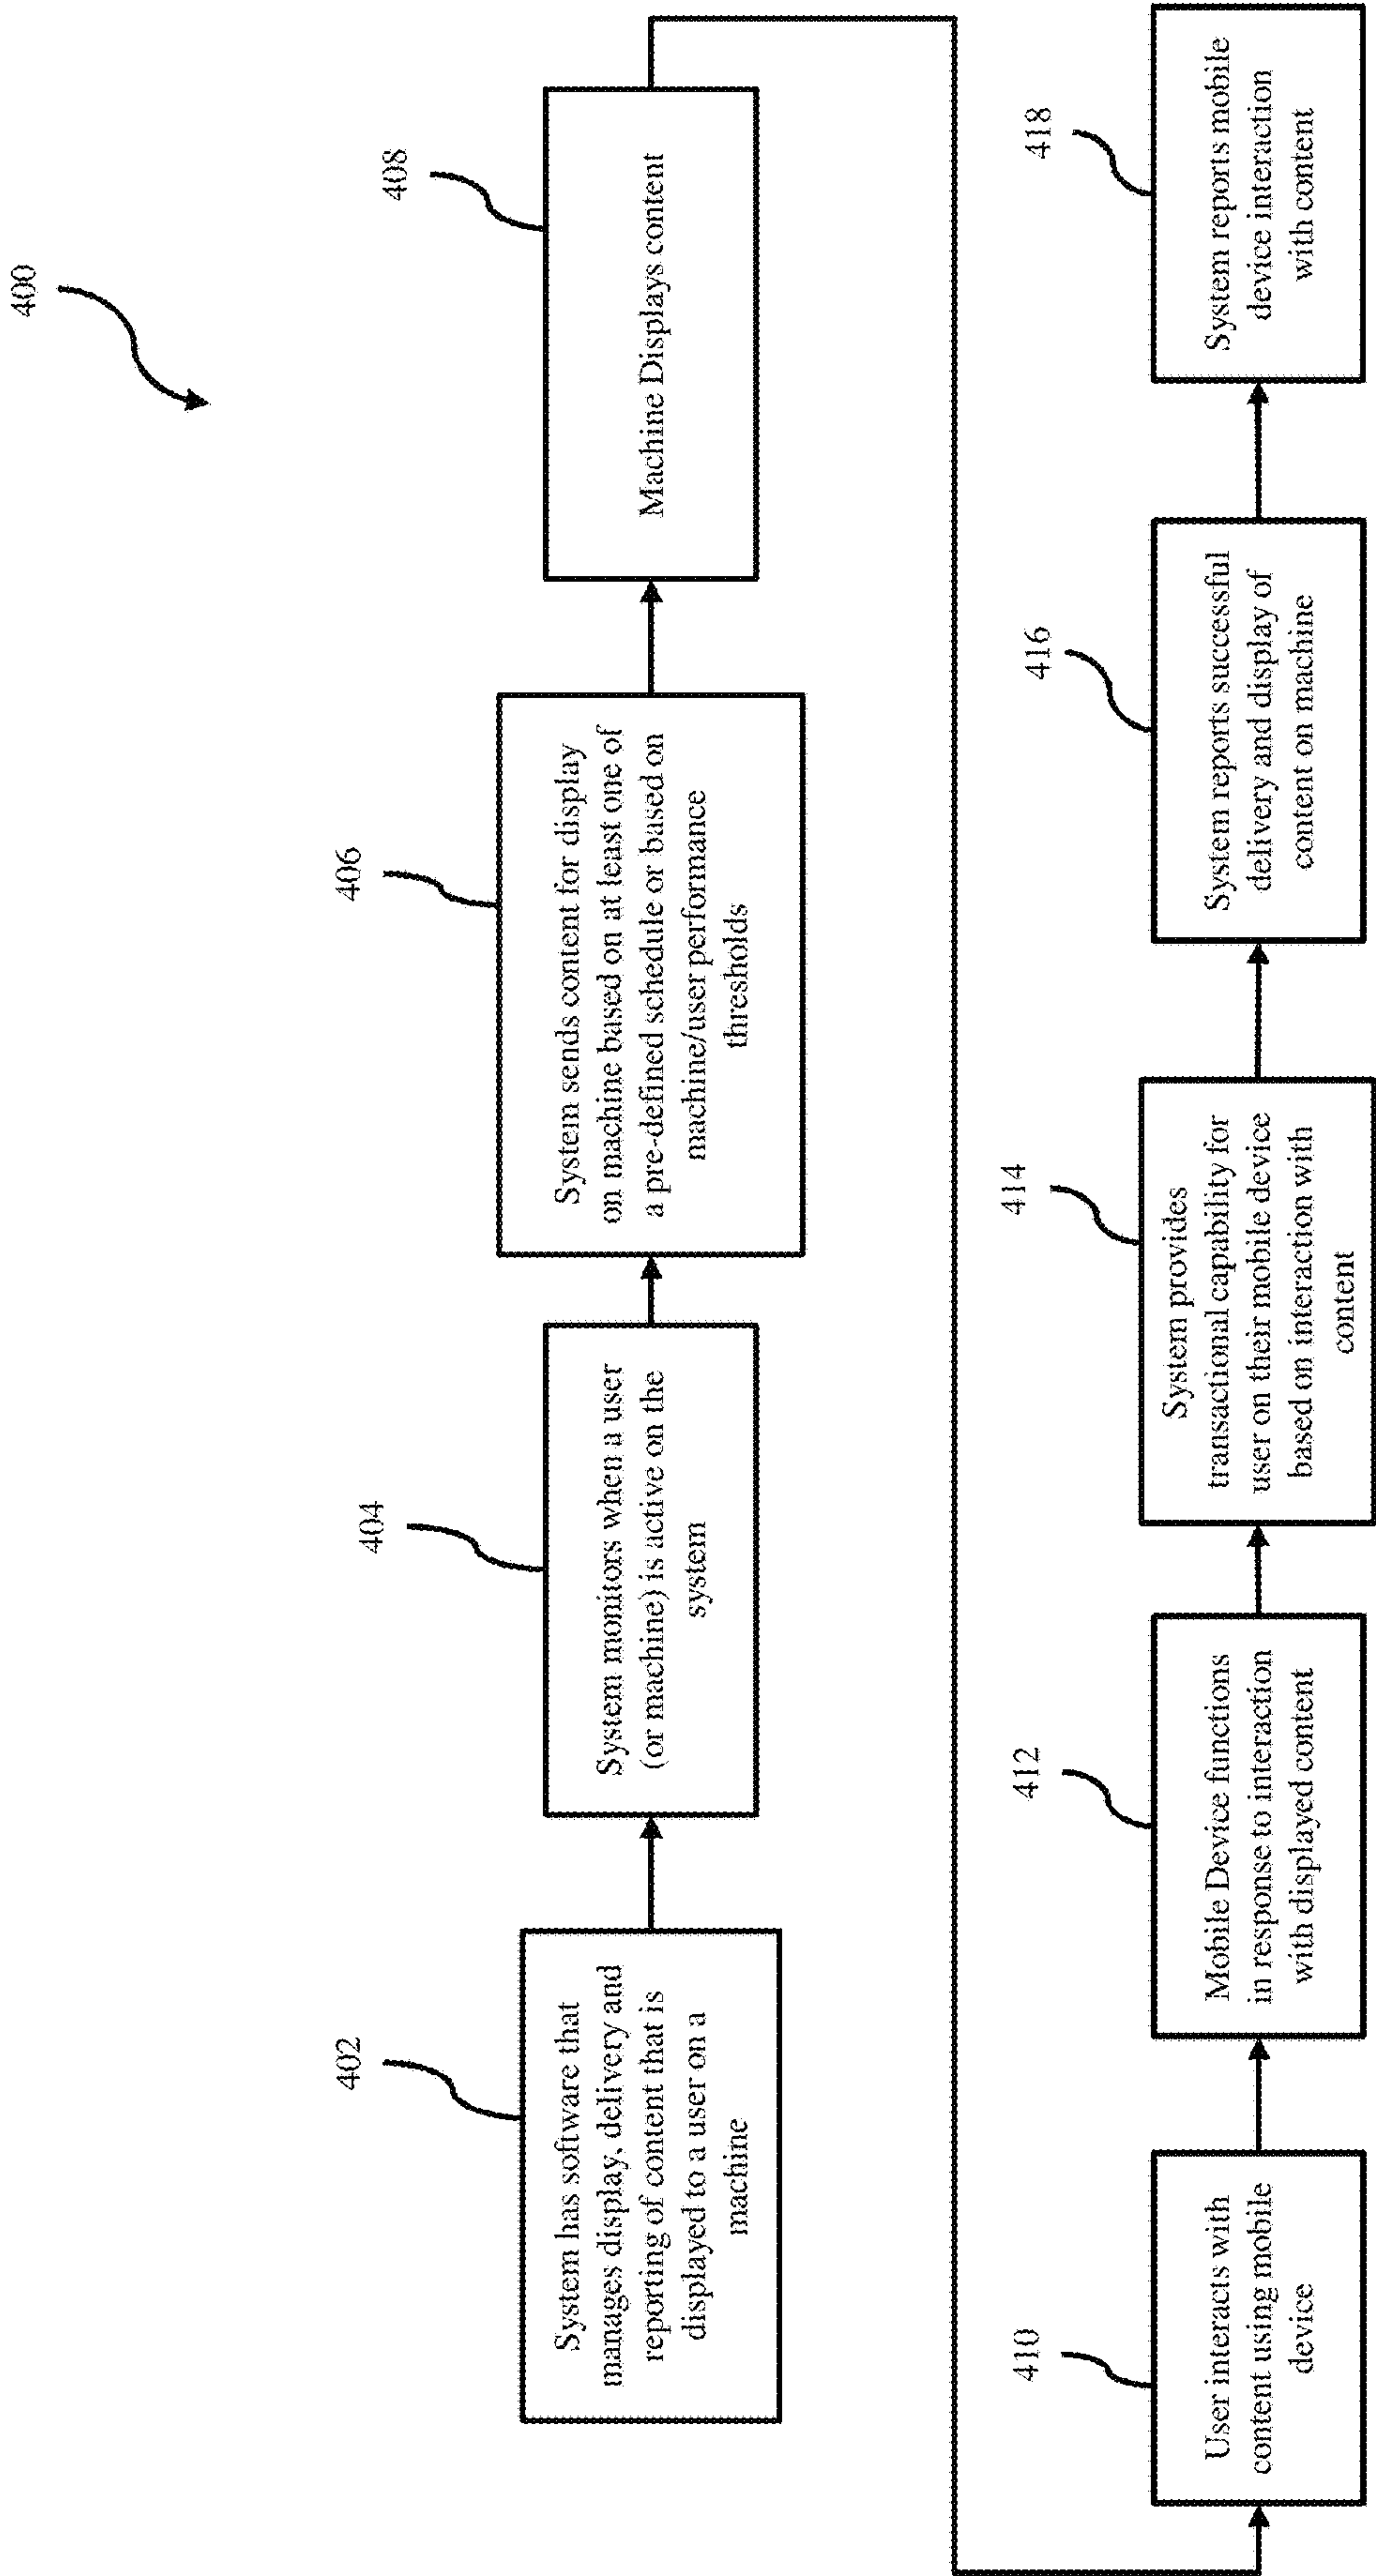 400
402
System has software that
manages display, delivery and
reporting of content that is
displayed to a user on a
machine
404
System monitors when a user
(or machine) is active on the
system
406
System sends content for display
on machine based on at least one of
a pre-defined schedule or based on
machine/user performance
thresholds
408
Machine Displays content
410
User interacts with
content using mobile
device
412
Mobile Device functions
in response to interaction
with displayed content
414
System provides
transactional capability for
user on their mobile device
based on interaction with
content
416
System reports successful
delivery and display of
content on machine
418
System reports mobile
device interaction
with content